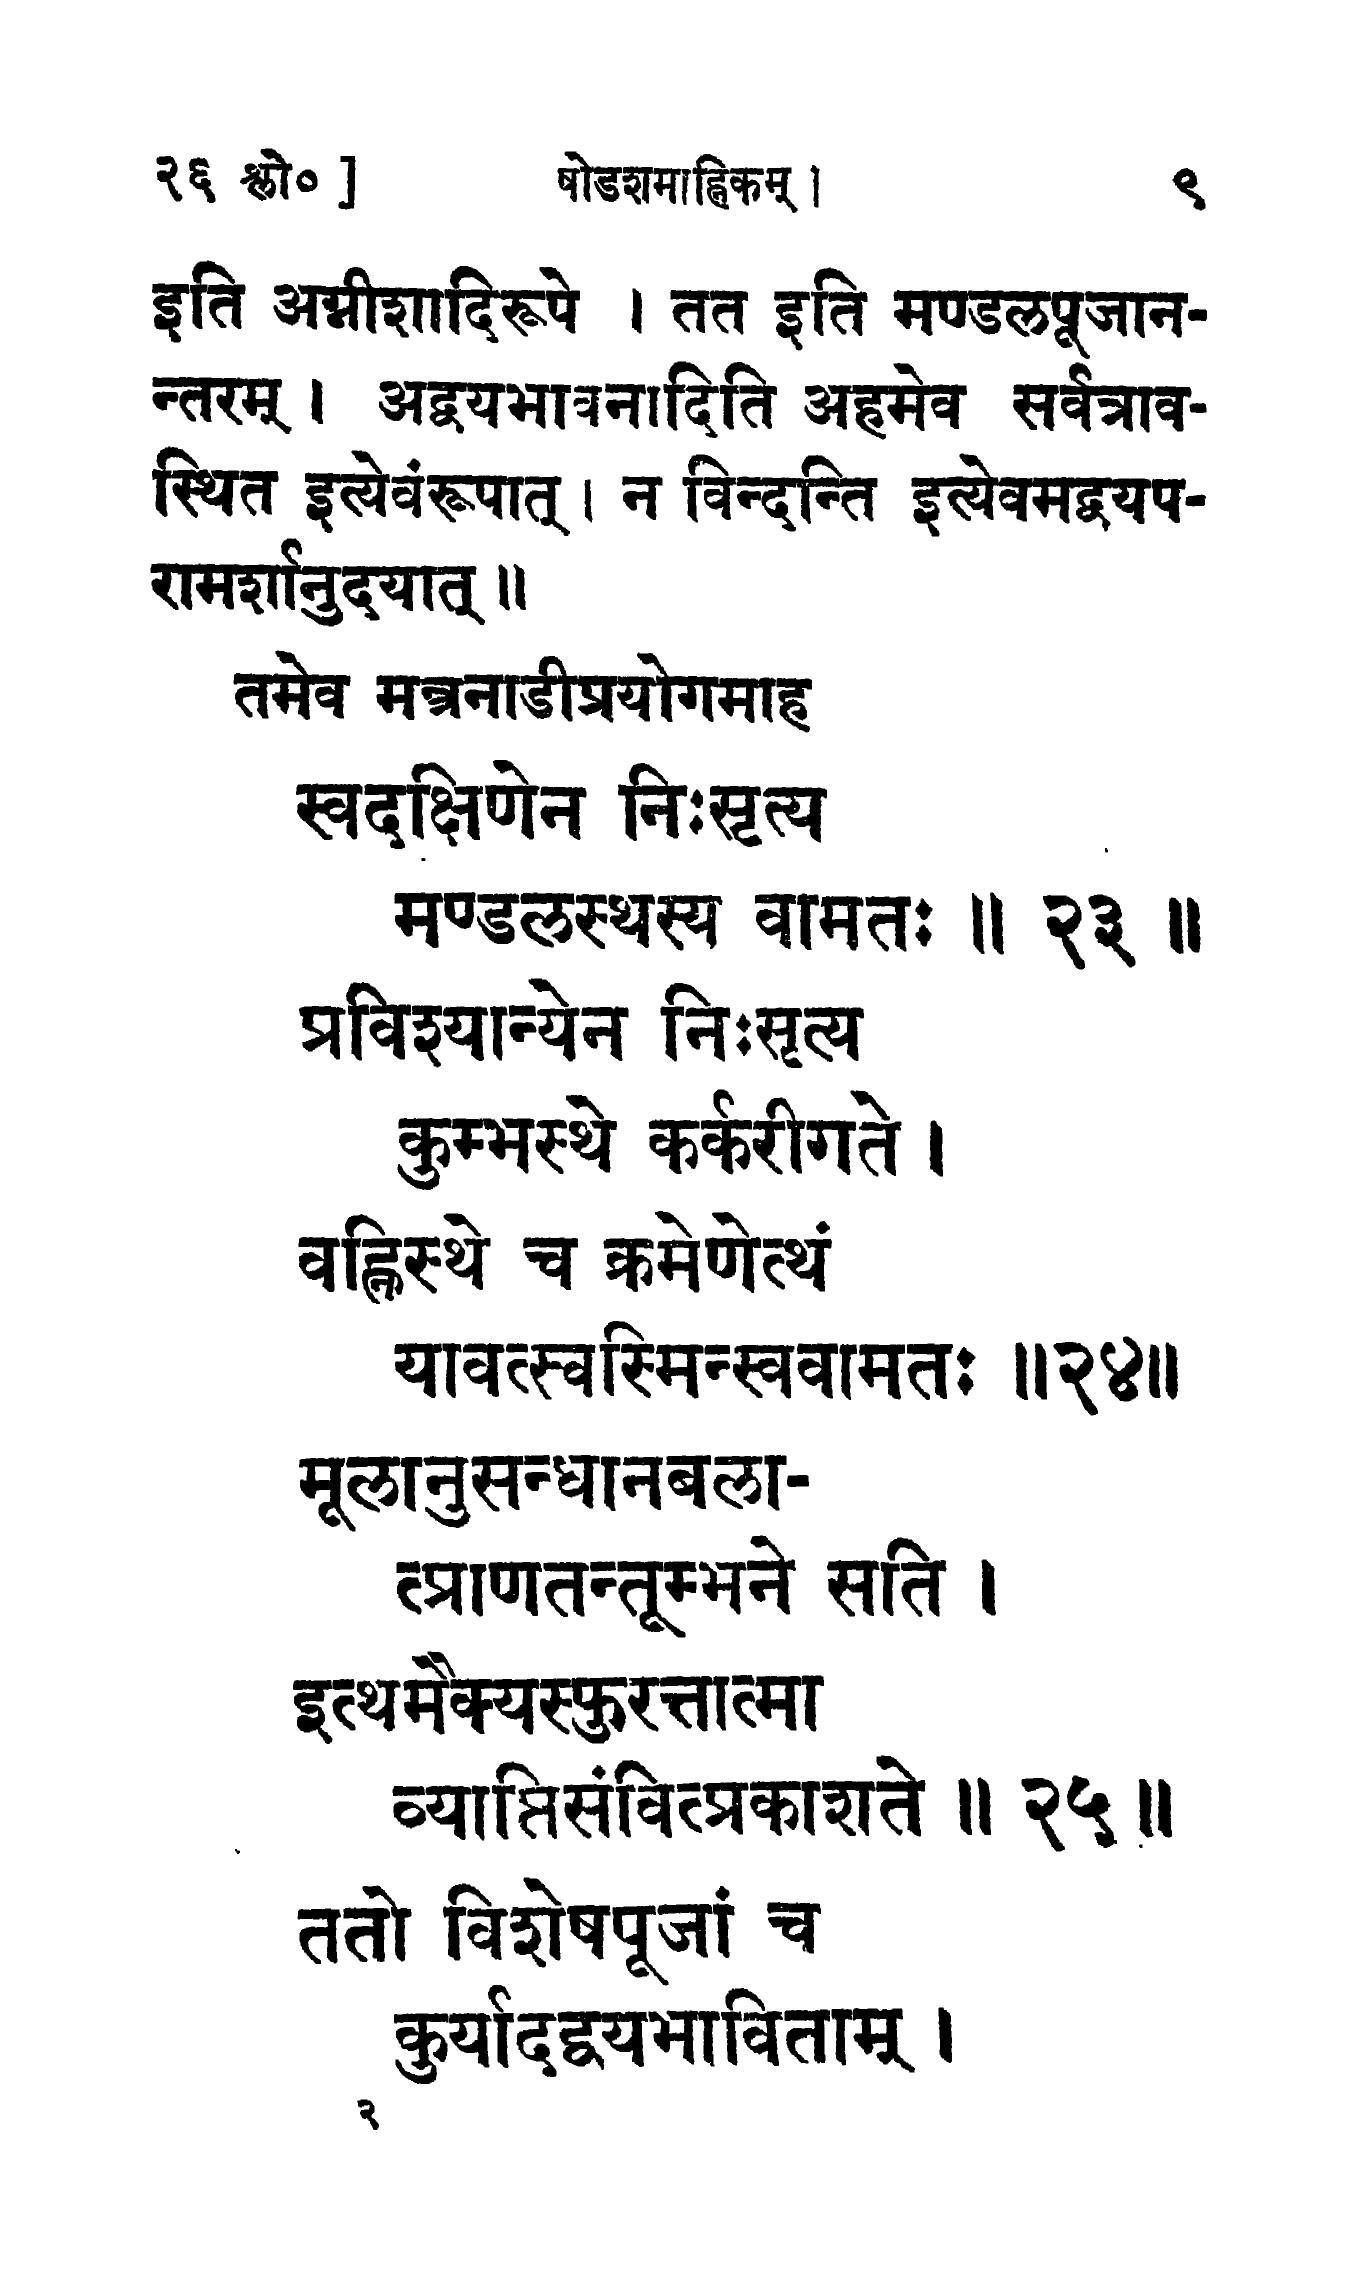 २६ श्लो० ] षोडशमाह्निकम् । ९
इति अग्नीशादिरूपे । तत इति मण्डलपूजान-
न्तरम् । अद्वयभावनादिति अहमेव सर्वत्राव-
स्थित इत्येवंरूपात् । न विन्दन्ति इत्येवमद्वयप-
रामर्शानुदयात् ॥
तमेव मन्त्रनाडीप्रयोगमाह
स्वदक्षिणेन निःसृत्य
मण्डलस्थस्य वामतः ॥ २३ ॥
प्रविश्यान्येन निःसृत्य
कुम्भस्थे कर्करीगते ।
वह्निस्थे च क्रमेणेत्थं
यावत्स्वस्मिन्स्ववामतः ॥२४॥
मूलानुसन्धानबला-
त्प्राणतन्तूम्भने सति ।
इत्थमैक्यस्फुरत्तात्मा
व्याप्तिसंवित्प्रकाशते ॥ २५ ॥
ततो विशेषपूजां च
कुर्यादद्वयभाविताम् ।
२